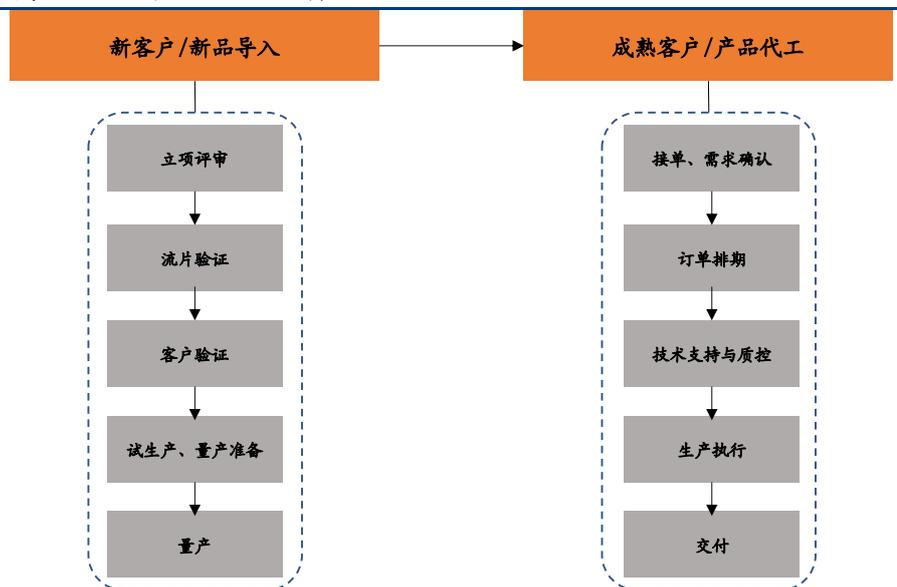 新客户/新品导入
成熟客户/产品代工
立项评审
流片验证
客户验证
试生产、量产准备
量产
接单、需求确认
订单排期
技术支持与质控
生产执行
交付